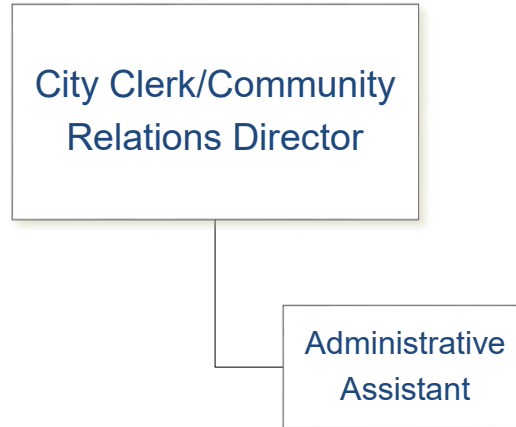 City Clerk/Community
Relations Director
Administrative
Assistant